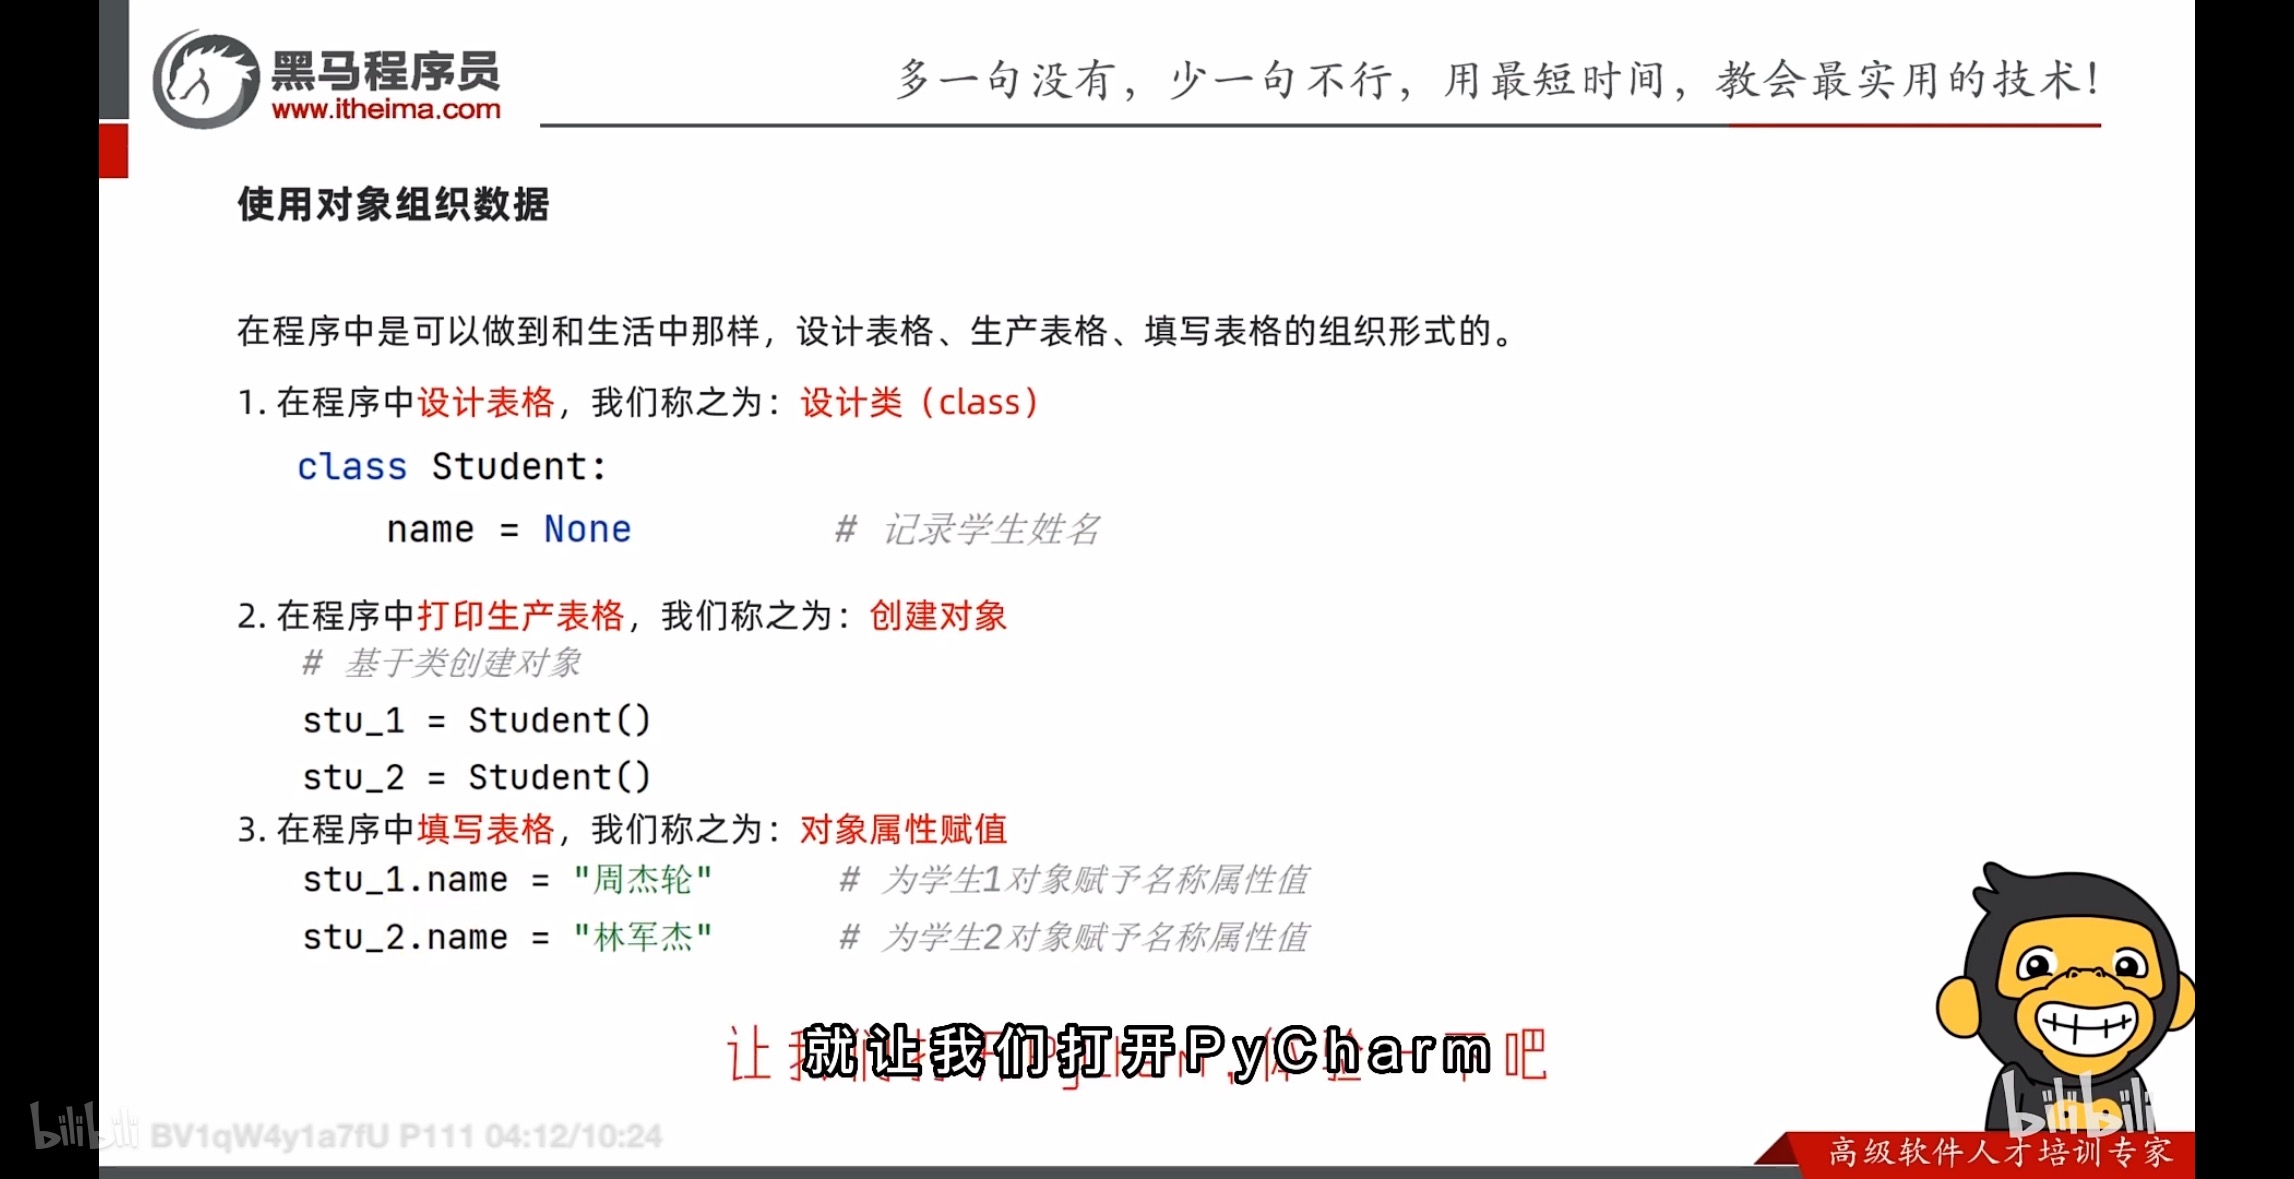 黑马程序员
www.itheima.com
多一句没有，少一句不行，用最短时间，教会最实用的技术！
使用对象组织数据
在程序中是可以做到和生活中那样，设计表格、生产表格、填写表格的组织形式的。
1. 在程序中设计表格，我们称之为：设计类（class）
class Student:
name = None # 记录学生姓名
2. 在程序中打印生产表格，我们称之为：创建对象
# 基于类创建对象
stu_1 = Student()
stu_2 = Student()
3. 在程序中填写表格，我们称之为：对象属性赋值
stu_1.name = "周杰轮" # 为学生1对象赋予名称属性值
stu_2.name = "林军杰" # 为学生2对象赋予名称属性值
就让我们打开PyCharm
让 吧
bilibili BV1qW4y1a7fU P111 04:12/10:24
bilibili
高级软件人才培训专家